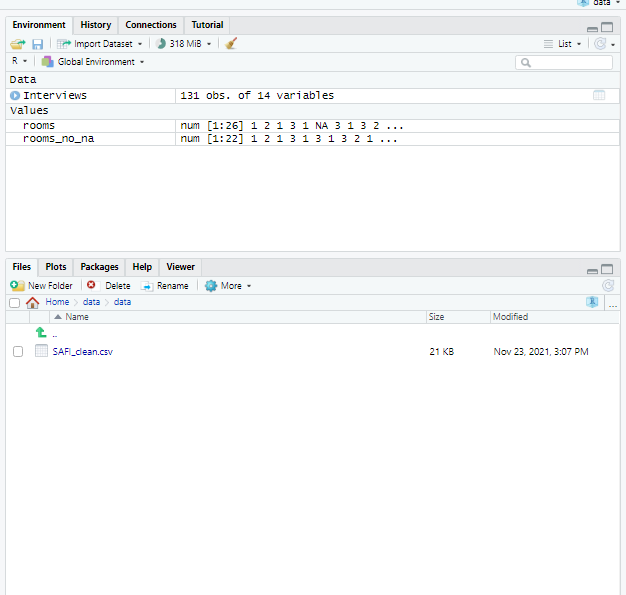 data
Environment History Connections Tutorial
Import Dataset 318 MiB List
R Global Environment
Data
Interviews 131 obs. of 14 variables
Values
rooms num [1:26] 1 2 1 3 1 NA 3 1 3 2 ...
rooms_no_na num [1:22] 1 2 1 3 1 3 1 3 2 1 ...
Files Plots Packages Help Viewer
New Folder Delete Rename More
Home data data ...
Name Size Modified
..
SAFI_clean.csv 21 KB Nov 23, 2021, 3:07 PM